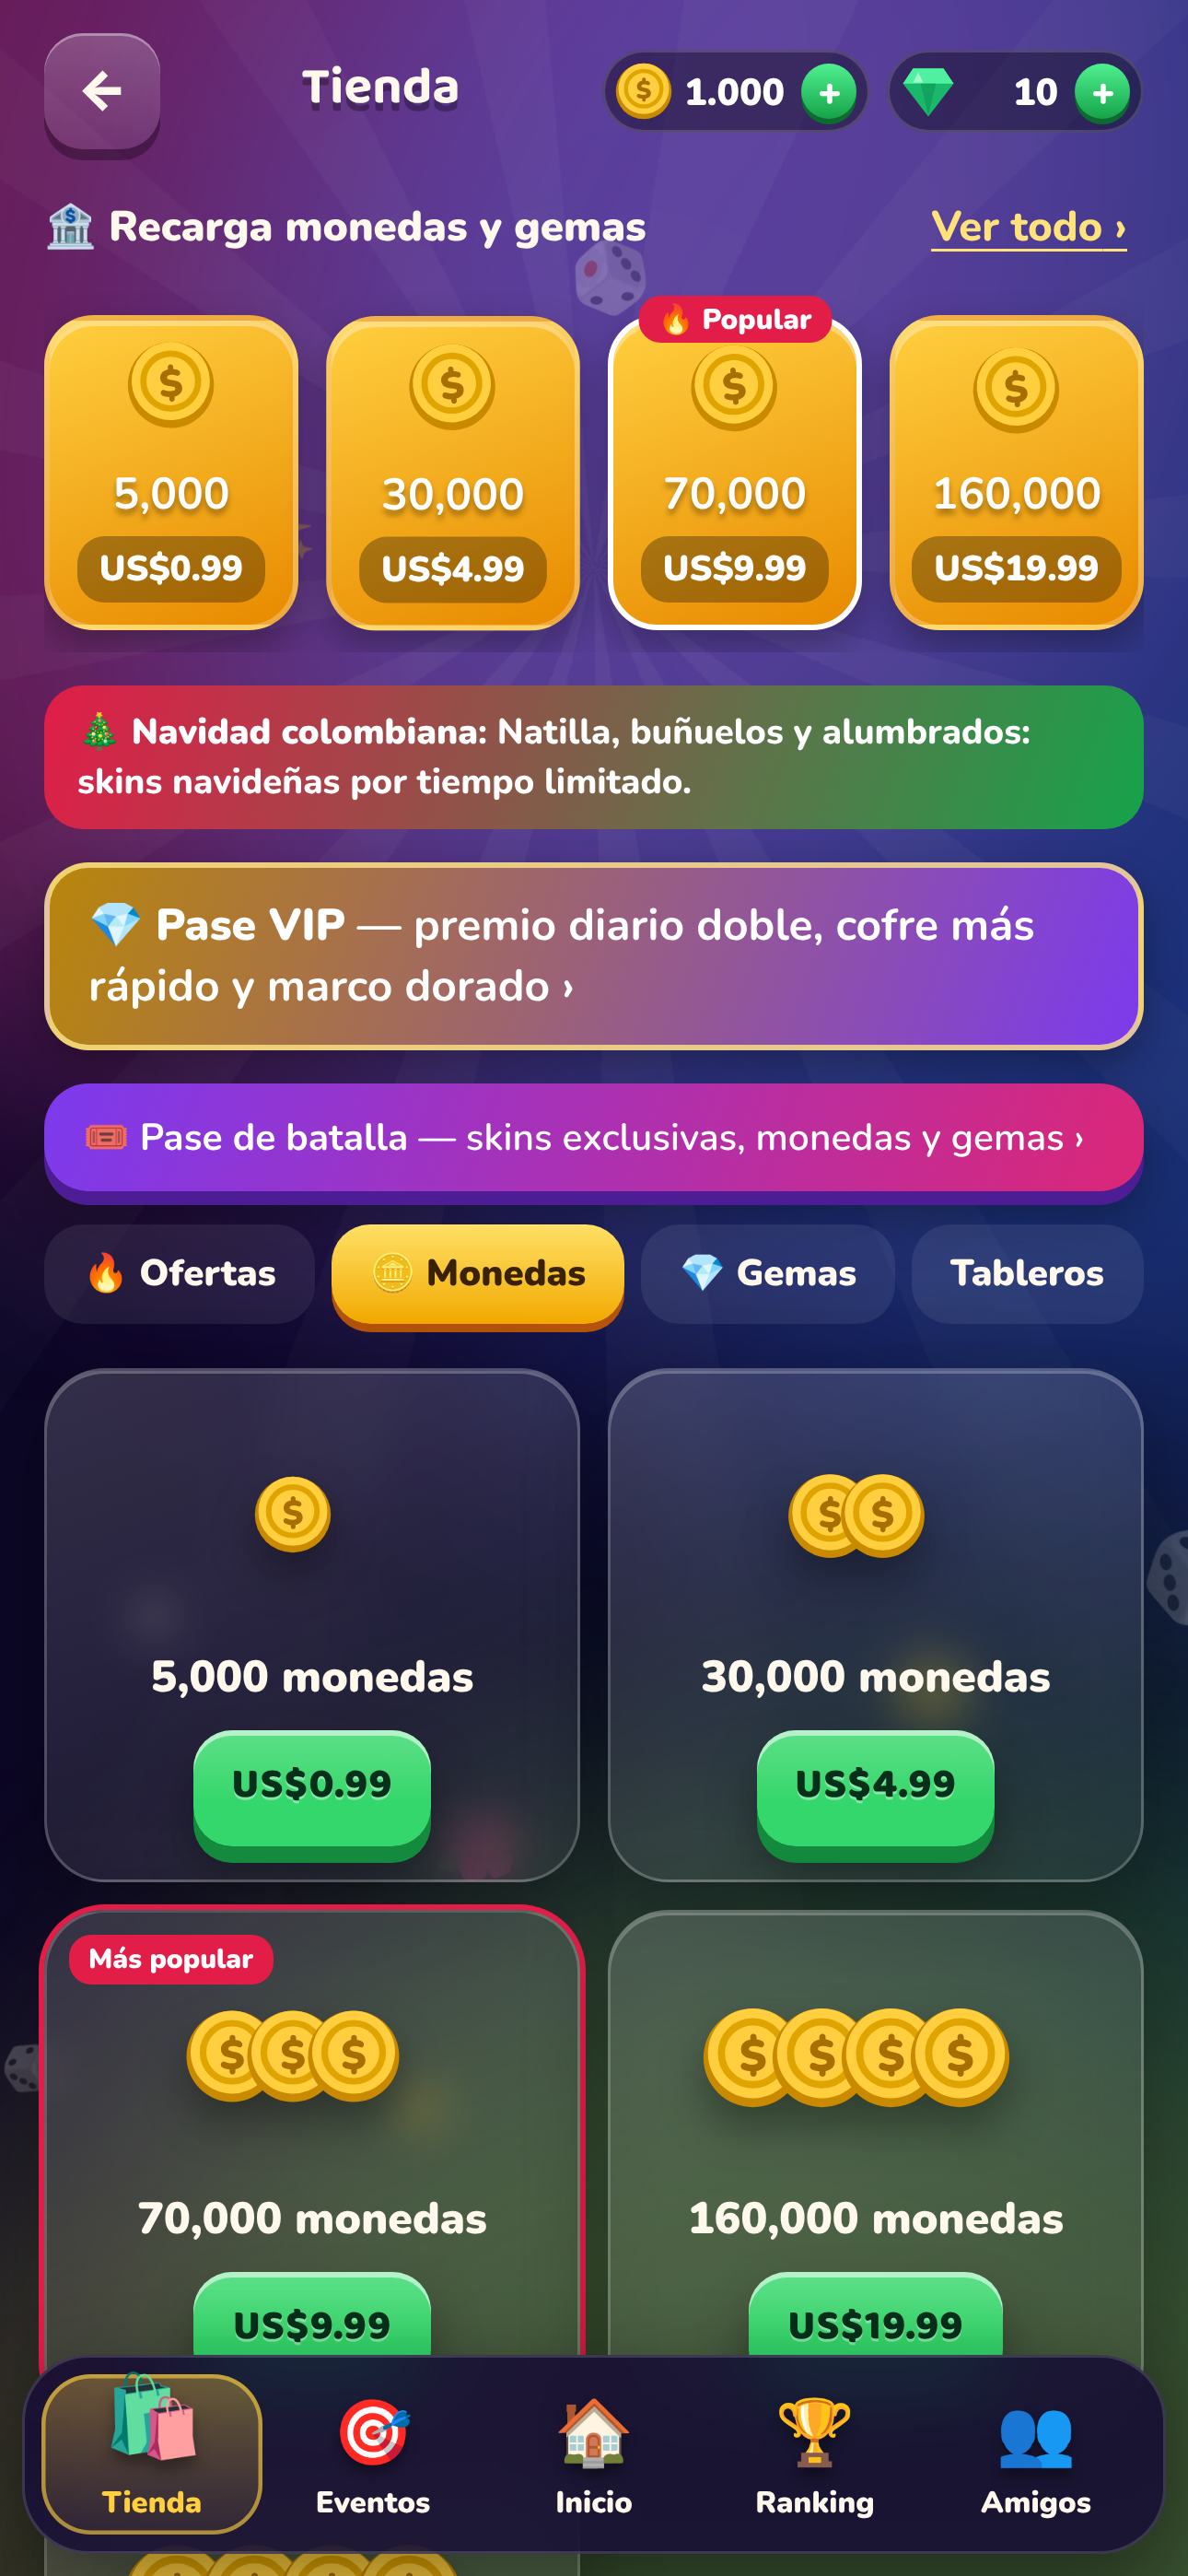 Tienda
1.000 +
10 +
Recarga monedas y gemas
Ver todo ›
Popular
$ $ $ $
5,000 30,000 70,000 160,000
US$0.99 US$4.99 US$9.99 US$19.99
Navidad colombiana: Natilla, buñuelos y alumbrados:
skins navideñas por tiempo limitado.
Pase VIP — premio diario doble, cofre más
rápido y marco dorado ›
Pase de batalla — skins exclusivas, monedas y gemas ›
Ofertas Monedas Gemas Tableros
$ $ $
5,000 monedas 30,000 monedas
US$0.99 US$4.99
Más popular
$ $ $ $ $ $ $
70,000 monedas 160,000 monedas
US$9.99 US$19.99
Tienda Eventos Inicio Ranking Amigos